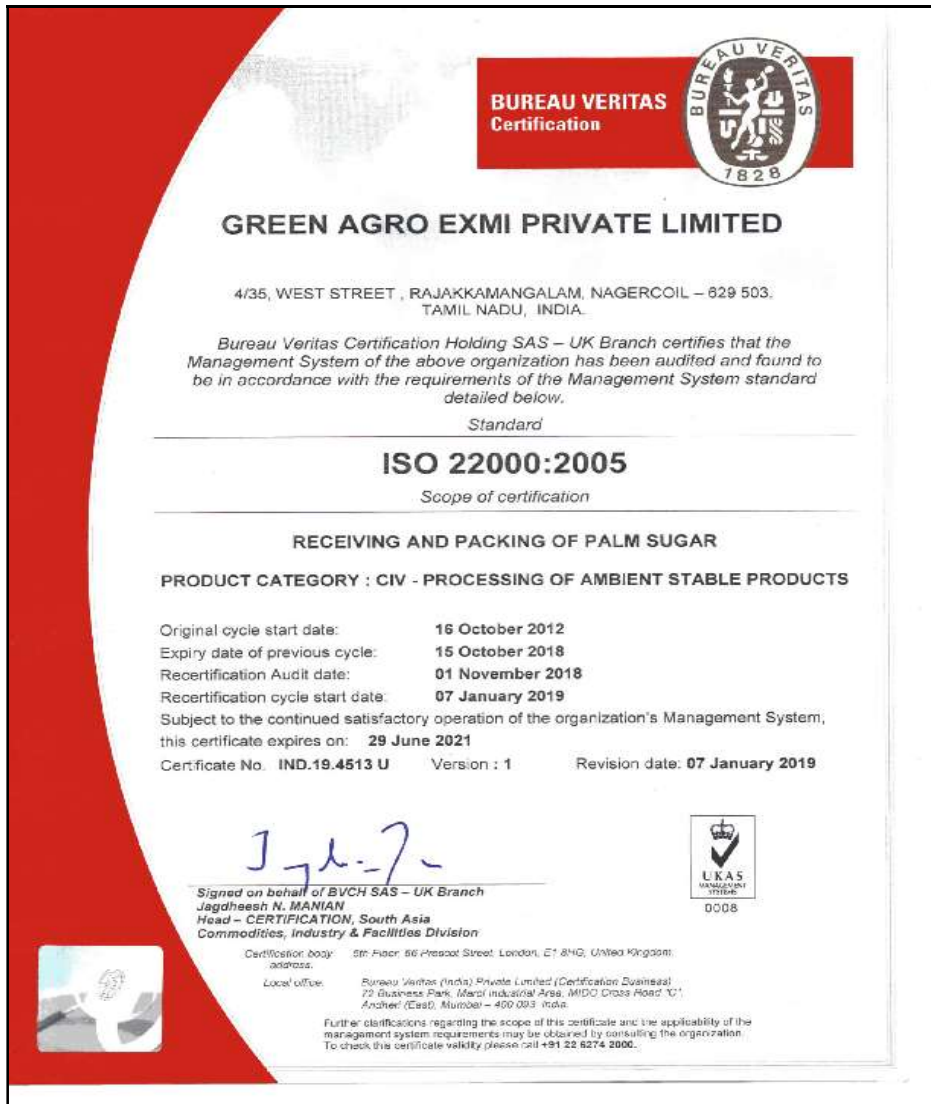 BUREAU VERITAS
Certification
BUREAU VERITAS
1828
GREEN AGRO EXMI PRIVATE LIMITED
4/35, WEST STREET , RAJAKKAMANGALAM, NAGERCOIL – 629 503.
TAMIL NADU, INDIA.
Bureau Veritas Certification Holding SAS – UK Branch certifies that the
Management System of the above organization has been audited and found to
be in accordance with the requirements of the Management System standard
detailed below.
Standard
ISO 22000:2005
Scope of certification
RECEIVING AND PACKING OF PALM SUGAR
PRODUCT CATEGORY : CIV - PROCESSING OF AMBIENT STABLE PRODUCTS
Original cycle start date: 16 October 2012
Expiry date of previous cycle: 15 October 2018
Recertification Audit date: 01 November 2018
Recertification cycle start date: 07 January 2019
Subject to the continued satisfactory operation of the organization's Management System,
this certificate expires on: 29 June 2021
Certificate No. IND.19.4513 U Version : 1 Revision date: 07 January 2019
Signed on behalf of BVCH SAS – UK Branch
Jagdheesh N. MANIAN
Head – CERTIFICATION, South Asia
Commodities, Industry & Facilities Division
UKAS
MANAGEMENT
SYSTEMS
0008
Certification body address: 5th Floor, 66 Prescot Street, London, E1 8HG, United Kingdom.
Local office: Bureau Veritas (India) Private Limited (Certification Business)
72 Business Park, Marol Industrial Area, MIDC Cross Road "C",
Andheri (East), Mumbai – 400 093 India.
Further clarifications regarding the scope of this certificate and the applicability of the
management system requirements may be obtained by consulting the organization.
To check this certificate validity please call +91 22 6274 2000.